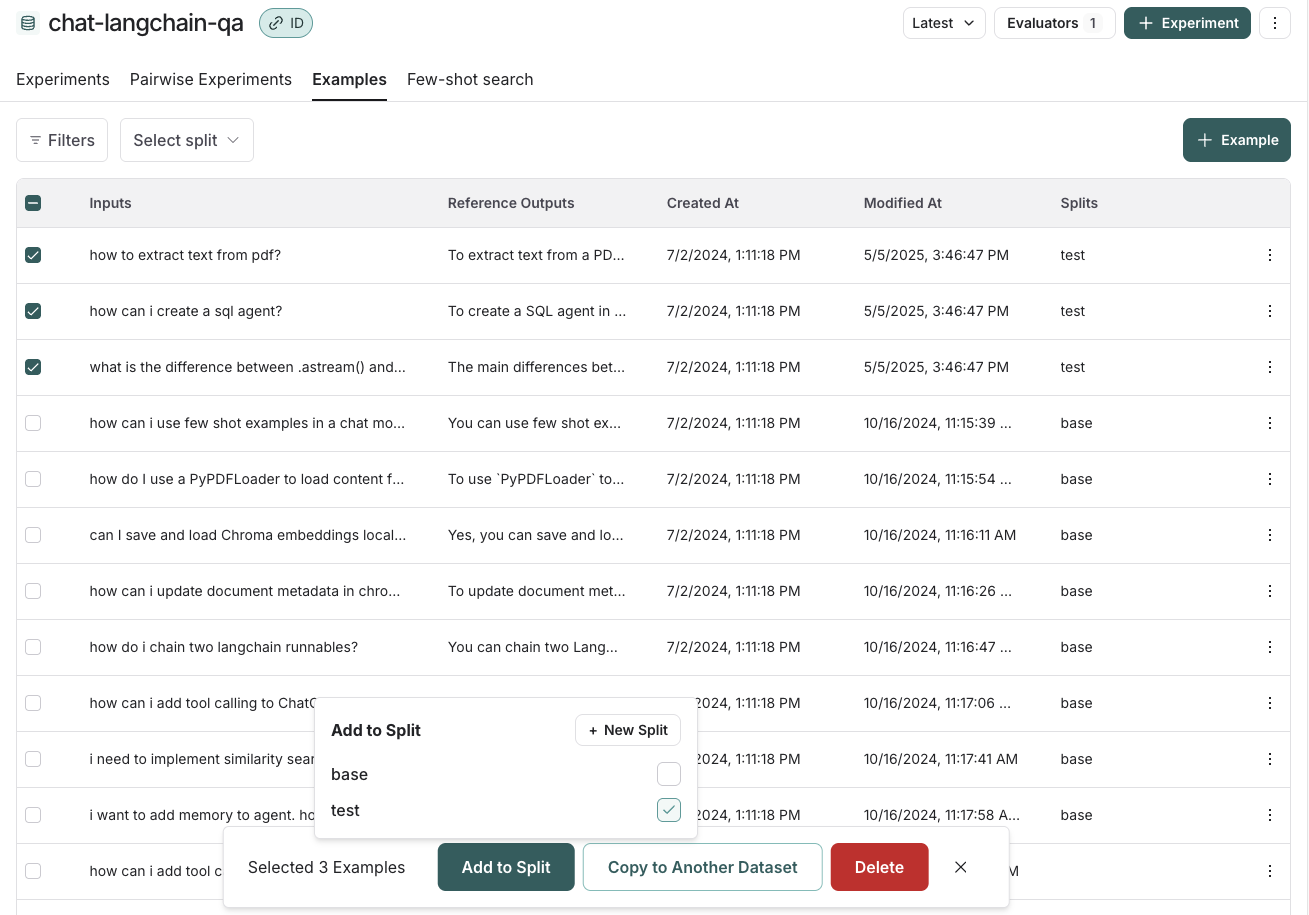 chat-langchain-qa ID Latest Evaluators 1 + Experiment
Experiments Pairwise Experiments Examples Few-shot search
Filters Select split + Example
Inputs Reference Outputs Created At Modified At Splits
how to extract text from pdf? To extract text from a PD... 7/2/2024, 1:11:18 PM 5/5/2025, 3:46:47 PM test
how can i create a sql agent? To create a SQL agent in ... 7/2/2024, 1:11:18 PM 5/5/2025, 3:46:47 PM test
what is the difference between .astream() and... The main differences bet... 7/2/2024, 1:11:18 PM 5/5/2025, 3:46:47 PM test
how can i use few shot examples in a chat mo... You can use few shot ex... 7/2/2024, 1:11:18 PM 10/16/2024, 11:15:39 ... base
how do I use a PyPDFLoader to load content f... To use `PyPDFLoader` to... 7/2/2024, 1:11:18 PM 10/16/2024, 11:15:54 ... base
can I save and load Chroma embeddings local... Yes, you can save and lo... 7/2/2024, 1:11:18 PM 10/16/2024, 11:16:11 AM base
how can i update document metadata in chro... To update document met... 7/2/2024, 1:11:18 PM 10/16/2024, 11:16:26 ... base
how do i chain two langchain runnables? You can chain two Lang... 7/2/2024, 1:11:18 PM 10/16/2024, 11:16:47 ... base
how can i add tool calling to Chat 2024, 1:11:18 PM 10/16/2024, 11:17:06 ... base
i need to implement similarity sear 2024, 1:11:18 PM 10/16/2024, 11:17:41 AM base
i want to add memory to agent. ho 2024, 1:11:18 PM 10/16/2024, 11:17:58 A... base
how can i add tool c M
Add to Split + New Split
base
test
Selected 3 Examples Add to Split Copy to Another Dataset Delete